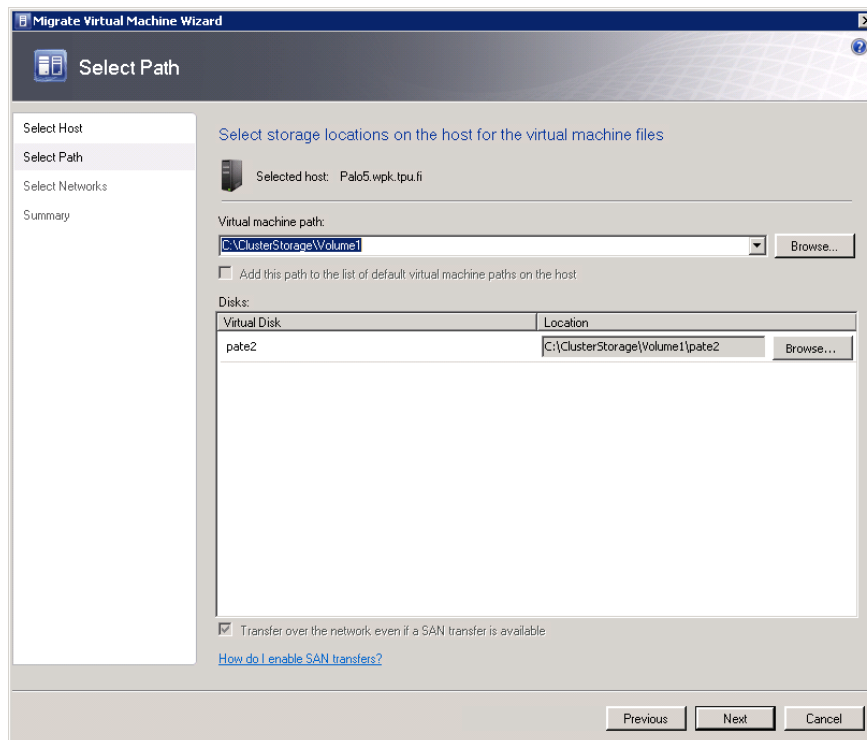 Migrate Virtual Machine Wizard
Select Path
Select Host
Select Path
Select Networks
Summary
Select storage locations on the host for the virtual machine files
Selected host: Palo5.wpk.tpu.fi
Virtual machine path:
C:\ClusterStorage\Volume1
Browse...
Add this path to the list of default virtual machine paths on the host
Disks:
Virtual Disk Location
pate2 C:\ClusterStorage\Volume1\pate2 Browse...
Transfer over the network even if a SAN transfer is available
How do I enable SAN transfers?
Previous Next Cancel